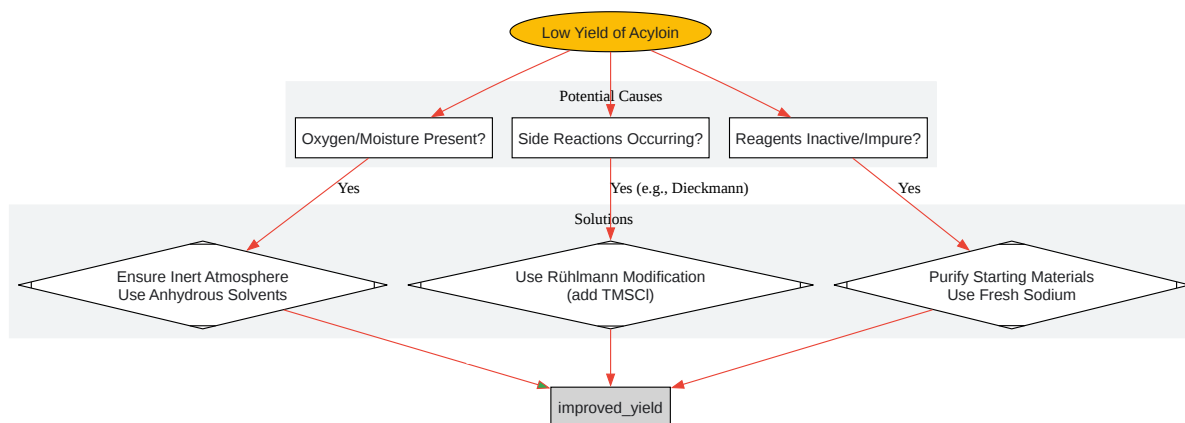 Low Yield of Acyloin
Potential Causes
Oxygen/Moisture Present?
Side Reactions Occurring?
Reagents Inactive/Impure?
Yes
Yes (e.g., Dieckmann)
Yes
Solutions
Ensure Inert Atmosphere
Use Anhydrous Solvents
Use Rühlmann Modification
(add TMSCl)
Purify Starting Materials
Use Fresh Sodium
improved_yield